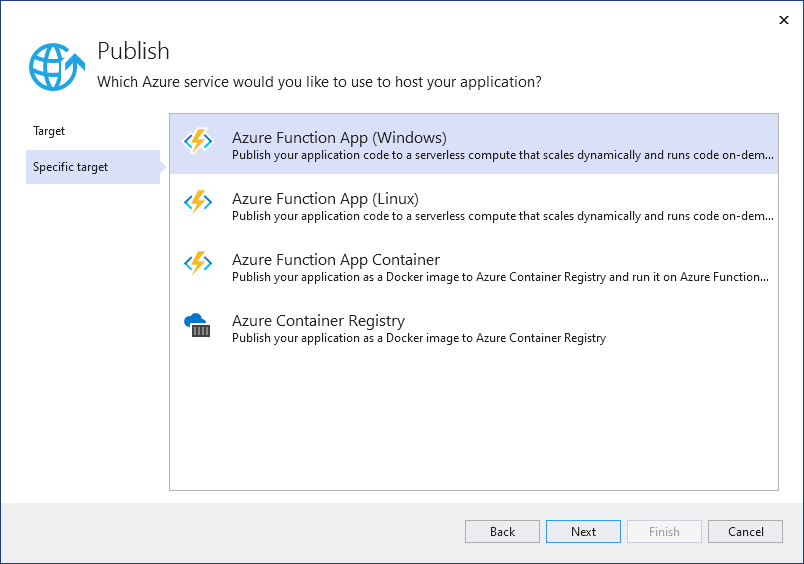 Publish
Which Azure service would you like to use to host your application?
Target
Specific target
Azure Function App (Windows)
Publish your application code to a serverless compute that scales dynamically and runs code on-dem...
Azure Function App (Linux)
Publish your application code to a serverless compute that scales dynamically and runs code on-dem...
Azure Function App Container
Publish your application as a Docker image to Azure Container Registry and run it on Azure Function...
Azure Container Registry
Publish your application as a Docker image to Azure Container Registry
Back
Next
Finish
Cancel